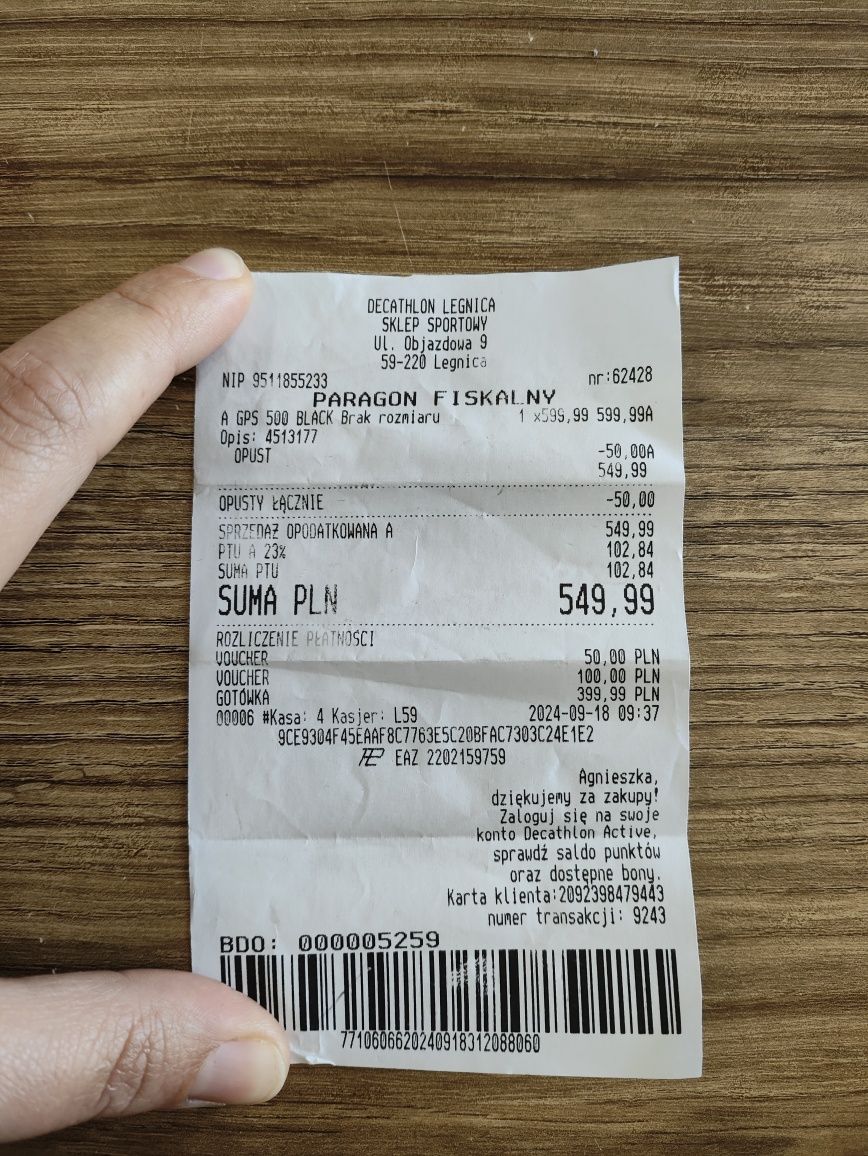 DECATHLON LEGNICA
SKLEP SPORTOWY
Ul. Objazdowa 9
59-220 Legnica
NIP 9511855233 nr:62428
PARAGON FISKALNY
A GPS 500 BLACK Brak rozmiaru 1 x599,99 599,99A
Opis: 4513177
OPUST -50,00A
549,99
OPUSTY ŁĄCZNIE -50,00
SPRZEDAŻ OPODATKOWANA A 549,99
PTU A 23% 102,84
SUMA PTU 102,84
SUMA PLN 549,99
ROZLICZENIE PŁATNOŚCI
VOUCHER 50,00 PLN
VOUCHER 100,00 PLN
GOTÓWKA 399,99 PLN
00006 #Kasa: 4 Kasjer: L59 2024-09-18 09:37
9CE9304F45EAAF8C7763E5C20BFAC7303C24E1E2
EAZ 2202159759
Agnieszka,
dziękujemy za zakupy!
Zaloguj się na swoje
konto Decathlon Active,
sprawdź saldo punktów
oraz dostępne bony.
Karta klienta:2092398479443
numer transakcji: 9243
BDO: 000005259
7710606620240918312088060